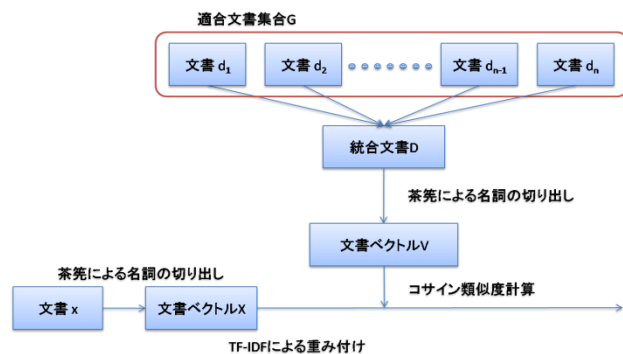 適合文書集合G
文書 d1
文書 d2
文書 dn-1
文書 dn
統合文書D
茶筅による名詞の切り出し
文書ベクトルV
茶筅による名詞の切り出し
コサイン類似度計算
文書 x
文書ベクトルX
TF-IDFによる重み付け